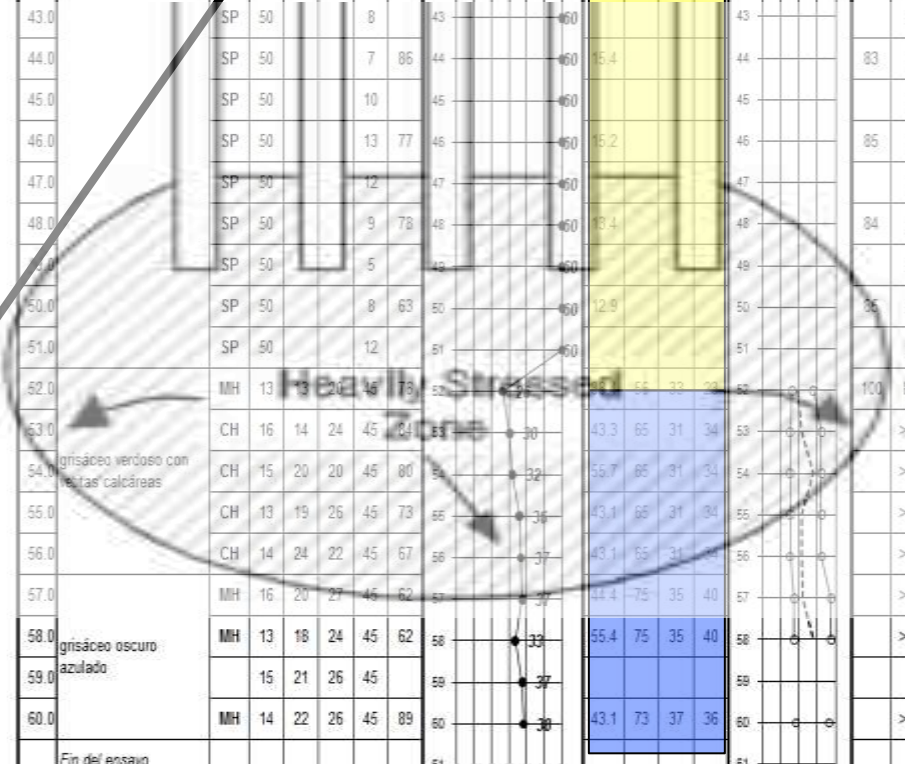 43.0 SP 50 8 43 60
44.0 SP 50 7 86 44 60 15.4 44 83
45.0 SP 50 10 45 60 45
46.0 SP 50 13 77 46 60 15.2 46 85
47.0 SP 50 12 47 60 47
48.0 SP 50 9 78 48 60 13.4 48 84
SP 50 5 49 60 49
50.0 SP 50 8 63 50 60 12.9 50
51.0 SP 50 12 51 60 51
52.0 MH 13 13 20 45 52 33 52 100
Heavily Stressed
Zone
53.0 CH 16 14 24 45 84 30 43.3 65 31 34 53 >
54.0 grisáceo verdoso con CH 15 20 20 45 80 32 55.7 65 31 34 54 >
vetas calcáreas
55.0 CH 13 19 26 45 73 55 36 43.1 65 31 34 55 >
56.0 CH 14 24 22 45 67 56 37 43.1 65 31 56 >
57.0 MH 16 20 27 45 62 37 44.4 75 35 40 57 >
58.0 grisáceo oscuro MH 13 18 24 45 62 58 33 55.4 75 35 40 58 >
azulado
59.0 15 21 26 45 59 37 59
60.0 MH 14 22 26 45 89 60 38 43.1 73 37 36 60 >
Fin del ensayo 61 61